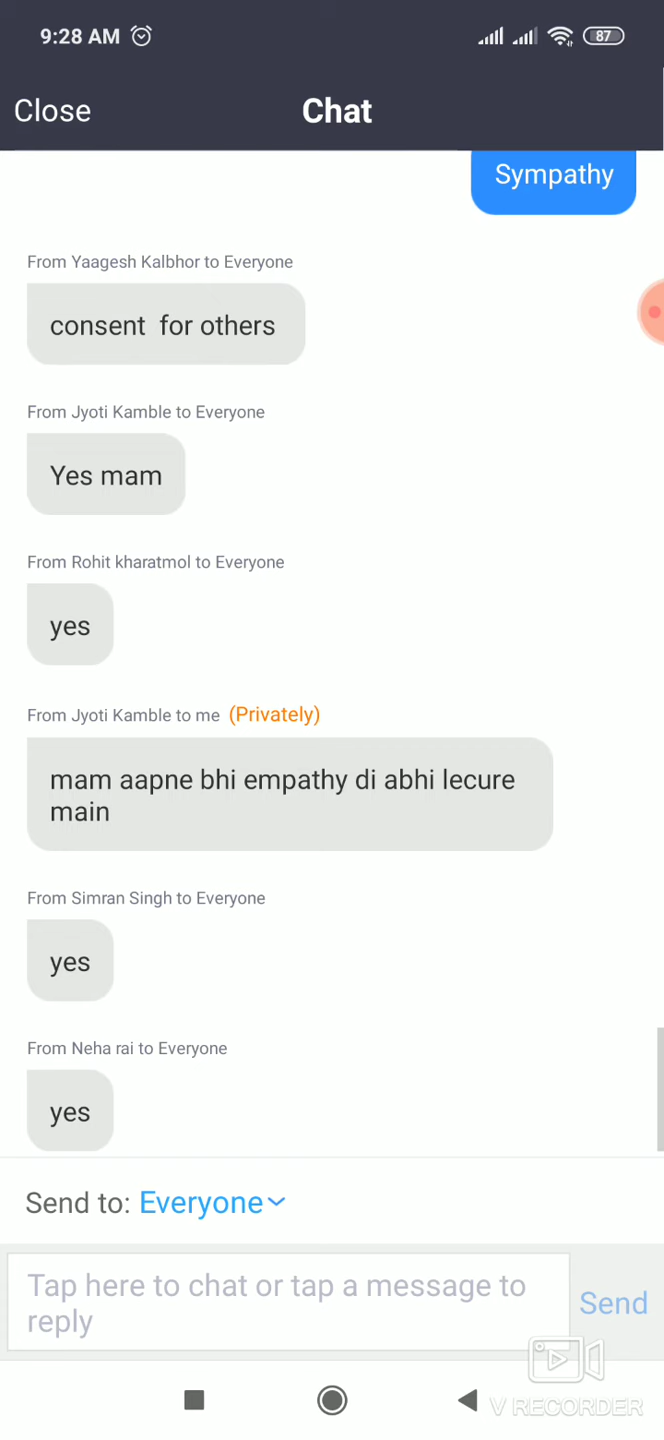 9:28 AM
87
Close
Chat
Sympathy
From Yaagesh Kalbhor to Everyone
consent  for others
From Jyoti Kamble to Everyone
Yes mam
From Rohit kharatmol to Everyone
yes
From Jyoti Kamble to me (Privately)
mam aapne bhi empathy di abhi lecure
main
From Simran Singh to Everyone
yes
From Neha rai to Everyone
yes
Send to: Everyone
Tap here to chat or tap a message to
reply
Send
V RECORDER